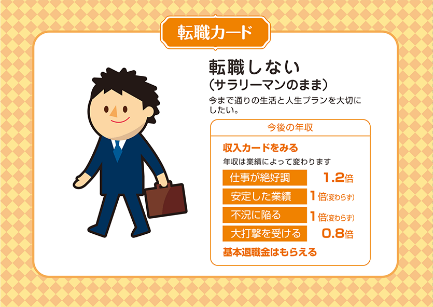 転職カード
転職しない
（サラリーマンのまま）
今まで通りの生活と人生プランを大切に
したい。
今後の年収
収入カードをみる
年収は業績によって変わります
仕事が絶好調 1.2倍
安定した業績 1倍（変わらず）
不況に陥る 1倍（変わらず）
大打撃を受ける 0.8倍
基本退職金はもらえる